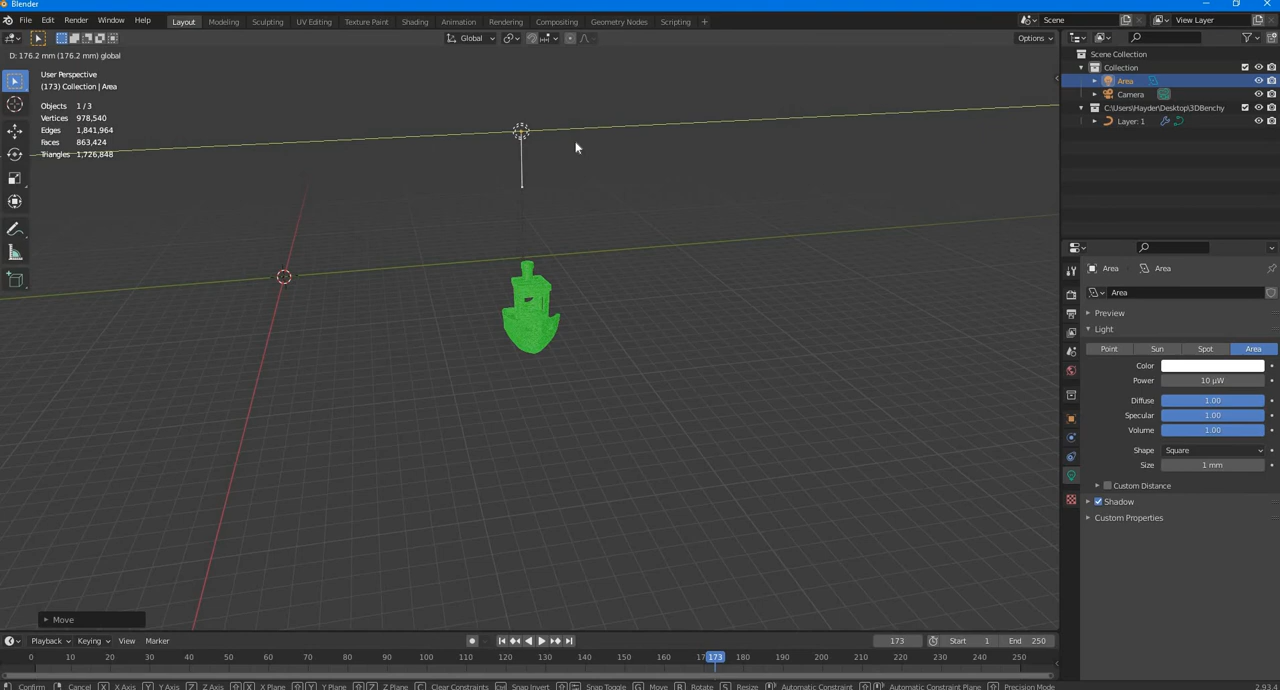 Blender
File Edit Render Window Help Layout Modeling Sculpting UV Editing Texture Paint Shading Animation Rendering Compositing Geometry Nodes Scripting + Scene View Layer
Global Options
D: 176.2 mm (176.2 mm) global
User Perspective
(173) Collection | Area
Objects 1 / 3
Vertices 978,540
Edges 1,841,964
Faces 863,424
Triangles 1,726,848
Scene Collection
Collection
Area
Camera
C:\Users\Hayder\Desktop\3DBenchy
Layer: 1
Area Area
Area
Preview
Light
Point Sun Spot Area
Color
Power 10 µW
Diffuse 1.00
Specular 1.00
Volume 1.00
Shape Square
Size 1 mm
Custom Distance
Shadow
Custom Properties
Move
Playback Keying View Marker 173 Start 1 End 250
0 10 20 30 40 50 60 70 80 90 100 110 120 130 140 150 160 17 173 180 190 200 210 220 230 240 250
Confirm Cancel X X Axis Y Y Axis Z Z Axis X X Plane Y Y Plane Z Z Plane C Clear Constraints Snap Invert Snap Toggle G Move R Rotate S Resize Automatic Constraint Automatic Constraint Plane Precision Mode 2.93.4